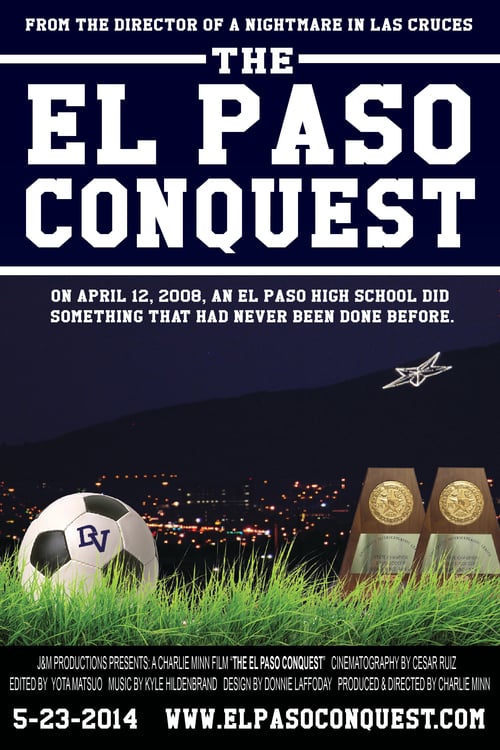 FROM THE DIRECTOR OF A NIGHTMARE IN LAS CRUCES
THE
EL PASO
CONQUEST
ON APRIL 12, 2008, AN EL PASO HIGH SCHOOL DID
SOMETHING THAT HAD NEVER BEEN DONE BEFORE.
DV
J&M PRODUCTIONS PRESENTS: A CHARLIE MINN FILM "THE EL PASO CONQUEST" CINEMATOGRAPHY BY CESAR RUIZ
EDITED BY YOTA MATSUO MUSIC BY KYLE HILDENBRAND DESIGN BY DONNIE LAFFODAY PRODUCED & DIRECTED BY CHARLIE MINN
5-23-2014 WWW.ELPASOCONQUEST.COM